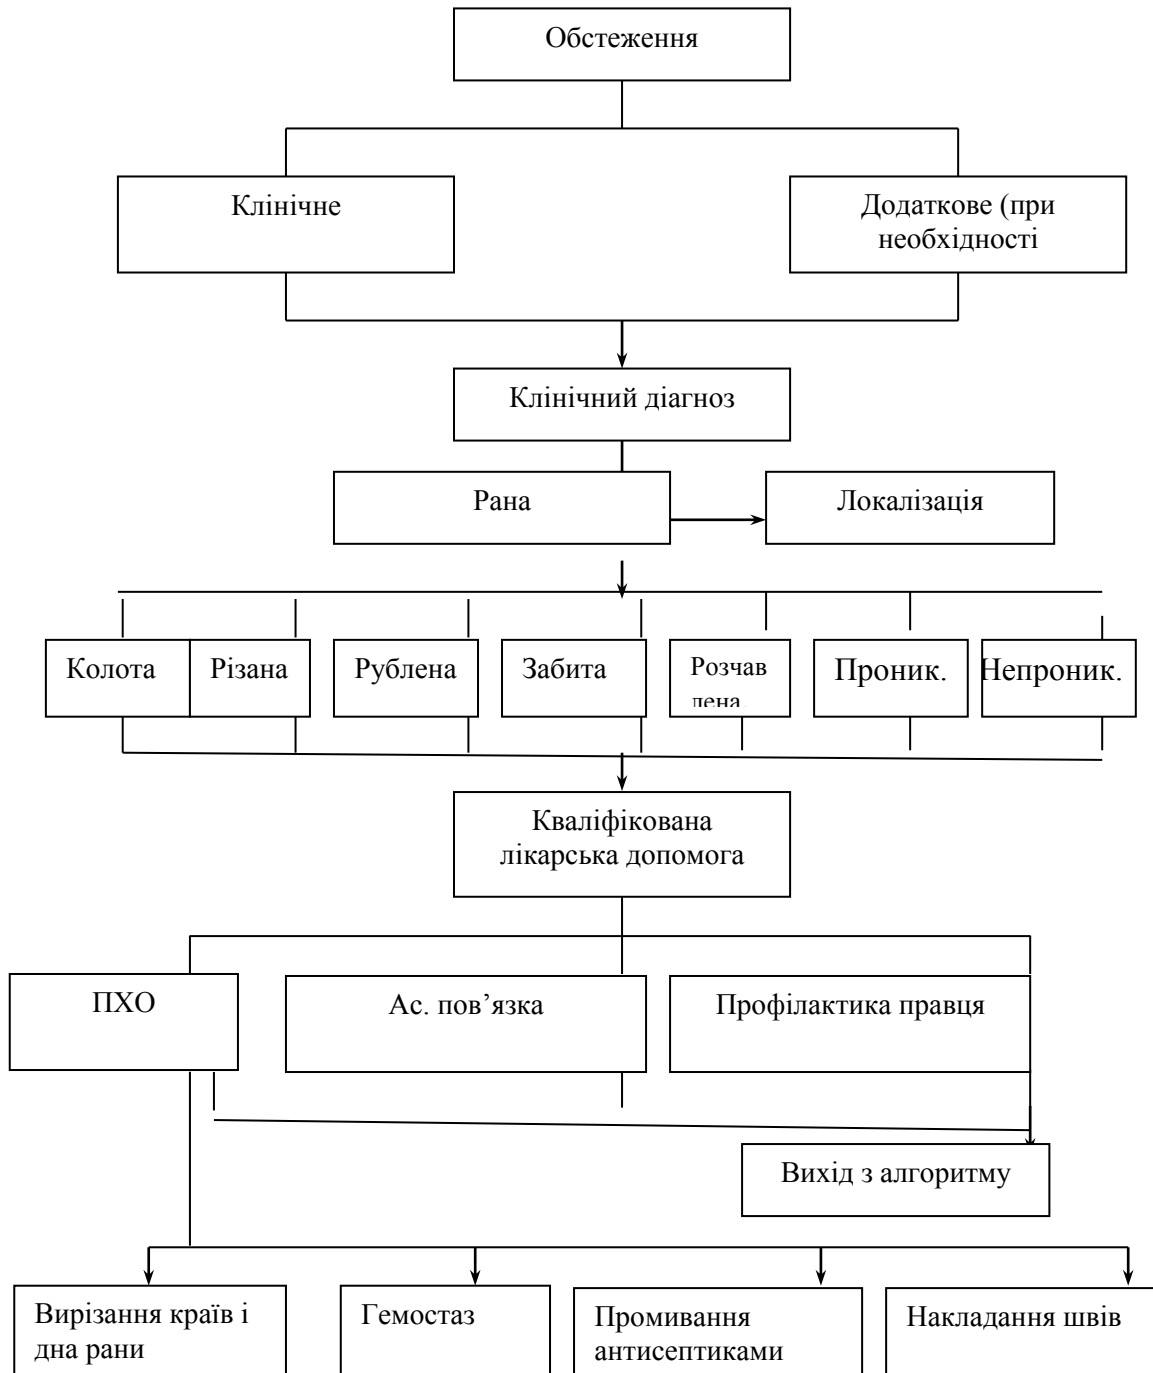 Обстеження
Клінічне
Додаткове (при
необхідності
Клінічний діагноз
Рана
Локалізація
Колота
Різана
Рублена
Забита
Розчав
лена.
Проник.
Непроник.
Кваліфікована
лікарська допомога
ПХО
Ас. пов’язка
Профілактика правця
Вихід з алгоритму
Вирізання країв і
дна рани
Гемостаз
Промивання
антисептиками
Накладання швів